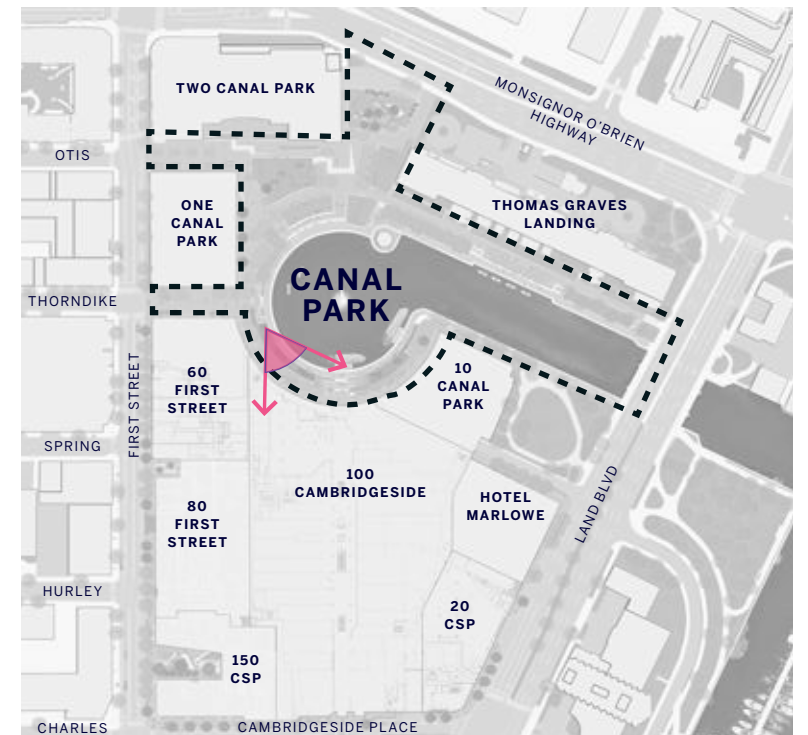 TWO CANAL PARK
MONSIGNOR O'BRIEN
HIGHWAY
OTIS
ONE
CANAL
PARK
THOMAS GRAVES
LANDING
CANAL
PARK
THORNDIKE
FIRST STREET
60
FIRST
STREET
10
CANAL
PARK
SPRING
100
CAMBRIDGESIDE
HOTEL
MARLOWE
LAND BLVD
80
FIRST
STREET
HURLEY
20
CSP
150
CSP
CHARLES
CAMBRIDGESIDE PLACE